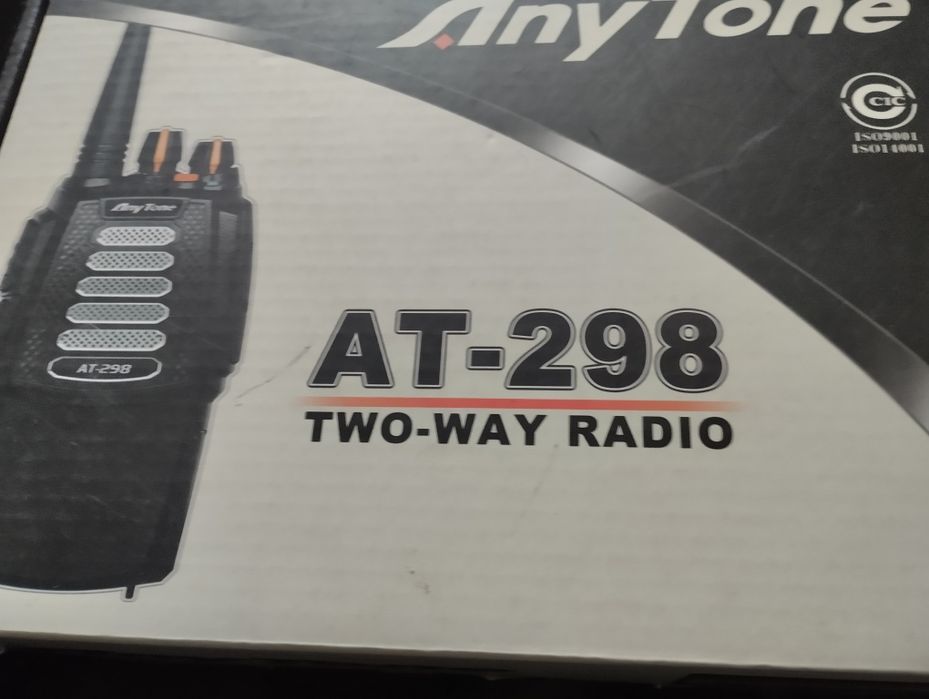 AnyTone
CIC
ISO9001
ISO14001
AnyTone
AT-298
AT-298
TWO-WAY RADIO